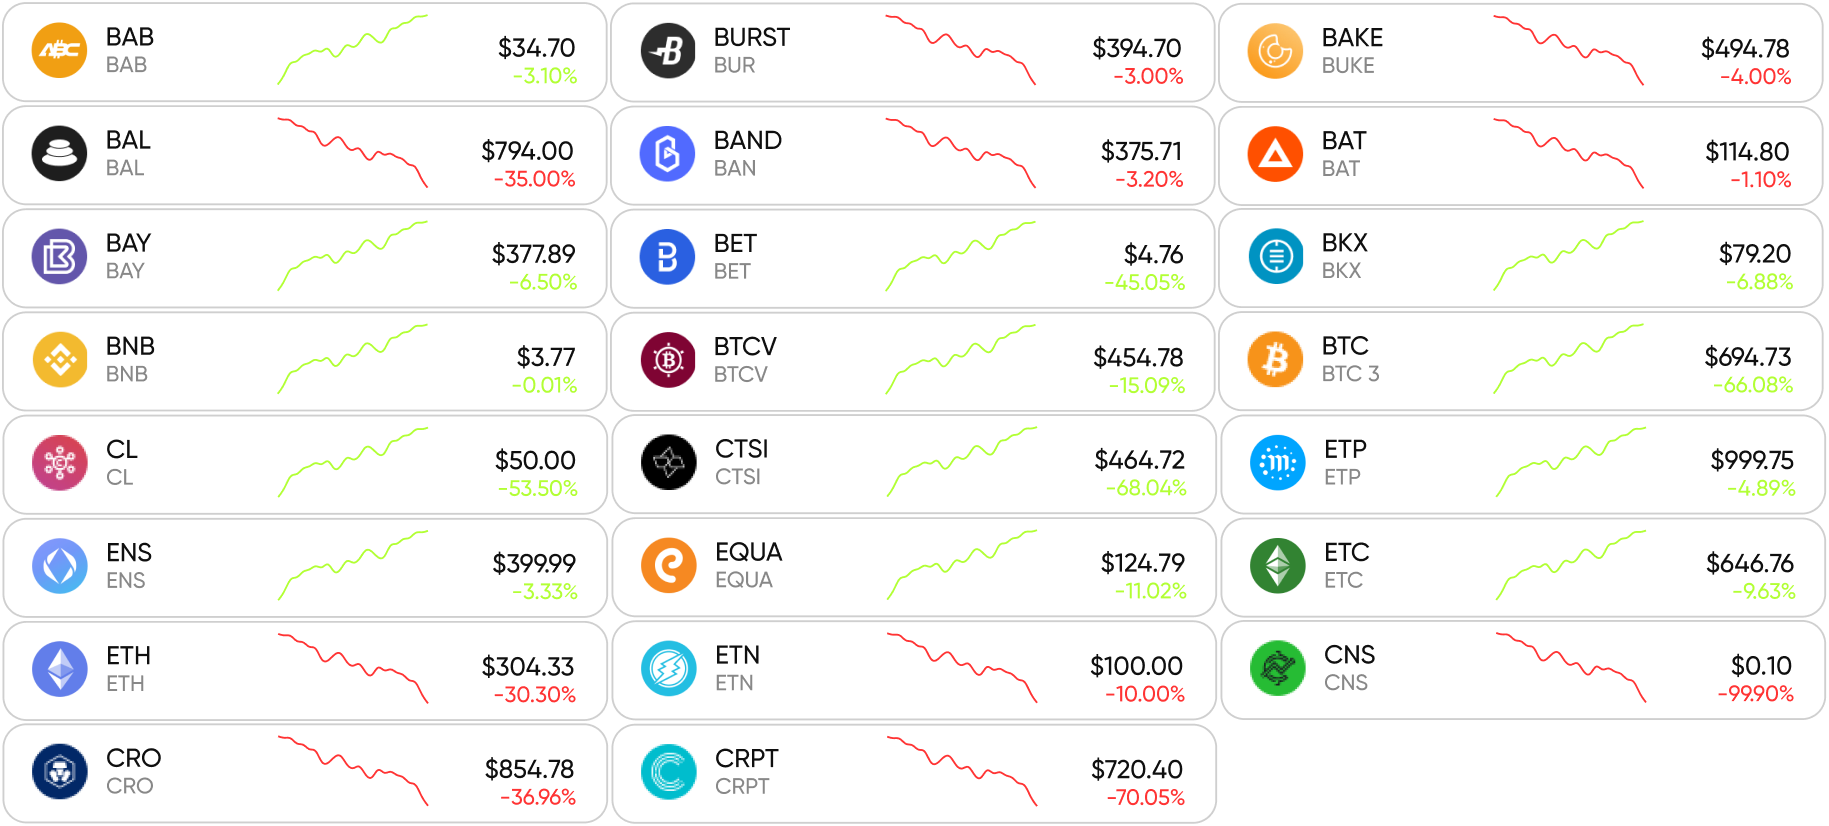 ABC
BAB
BAB
$34.70
-3.10%
BURST
BUR
$394.70
-3.00%
BAKE
BUKE
$494.78
-4.00%
BAL
BAL
$794.00
-35.00%
BAND
BAN
$375.71
-3.20%
BAT
BAT
$114.80
-1.10%
BAY
BAY
$377.89
-6.50%
BET
BET
$4.76
-45.05%
BKX
BKX
$79.20
-6.88%
BNB
BNB
$3.77
-0.01%
BTCV
BTCV
$454.78
-15.09%
BTC
BTC 3
$694.73
-66.08%
CL
CL
$50.00
-53.50%
CTSI
CTSI
$464.72
-68.04%
m
ETP
ETP
$999.75
-4.89%
ENS
ENS
$399.99
-3.33%
EQUA
EQUA
$124.79
-11.02%
ETC
ETC
$646.76
-9.63%
ETH
ETH
$304.33
-30.30%
ETN
ETN
$100.00
-10.00%
CNS
CNS
$0.10
-99.90%
CRO
CRO
$854.78
-36.96%
CRPT
CRPT
$720.40
-70.05%